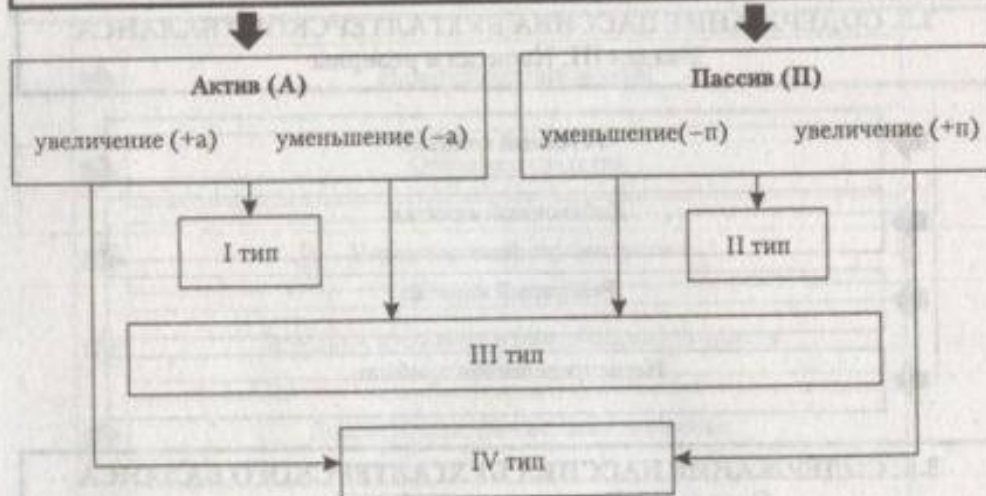 Актив (А)
увеличение (+а) уменьшение (−а)
Пассив (П)
уменьшение(−п) увеличение (+п)
I тип
II тип
III тип
IV тип